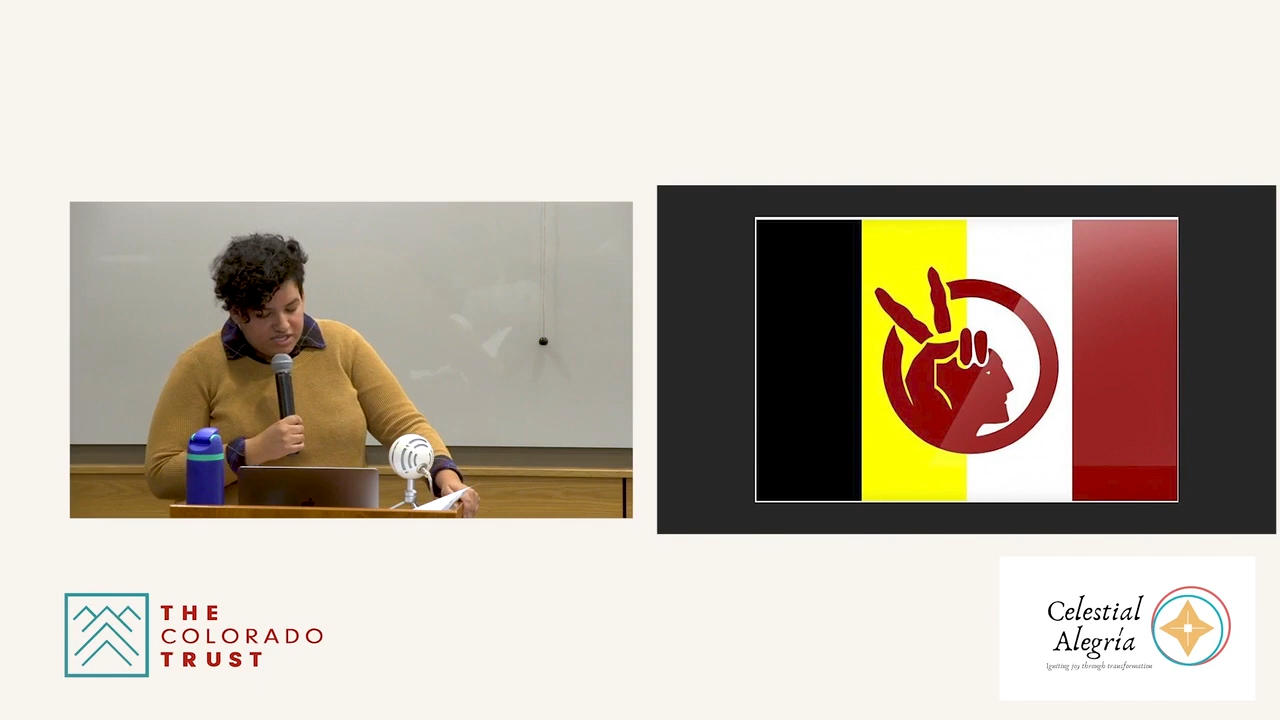 THE
COLORADO
TRUST
Celestial
Alegría
Igniting joy through transformation